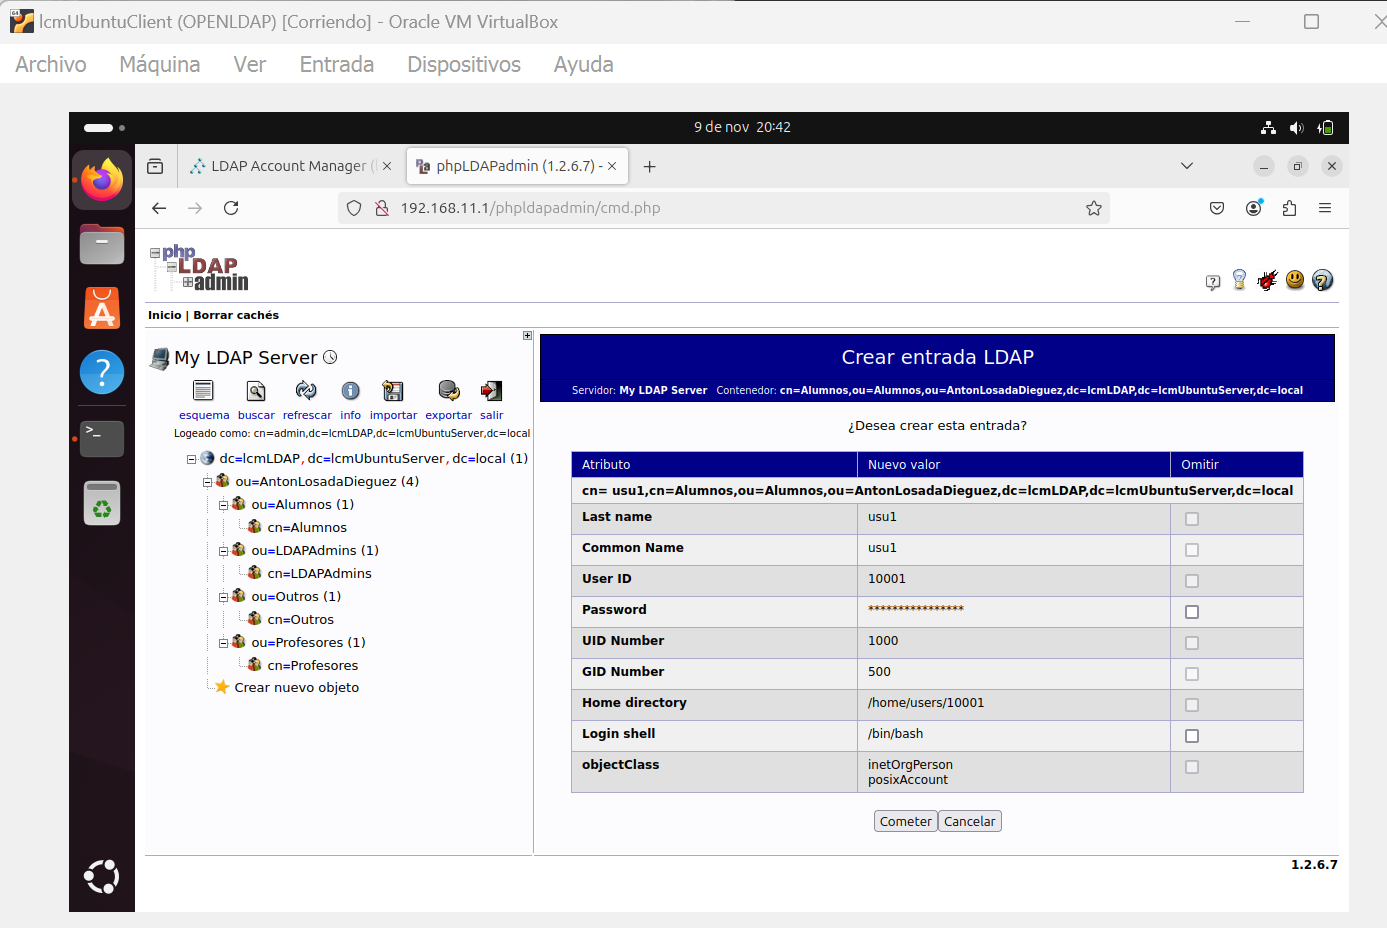 lcmUbuntuClient (OPENLDAP) [Corriendo] - Oracle VM VirtualBox
Archivo Máquina Ver Entrada Dispositivos Ayuda
9 de nov 20:42
LDAP Account Manager (
phpLDAPadmin (1.2.6.7) -
192.168.11.1/phpldapadmin/cmd.php
php
LDAP
admin
Inicio | Borrar cachés
My LDAP Server
esquema buscar refrescar info importar exportar salir
Logeado como: cn=admin,dc=lcmLDAP,dc=lcmUbuntuServer,dc=local
dc=lcmLDAP,dc=lcmUbuntuServer,dc=local (1)
ou=AntonLosadaDieguez (4)
ou=Alumnos (1)
cn=Alumnos
ou=LDAPAdmins (1)
cn=LDAPAdmins
ou=Outros (1)
cn=Outros
ou=Profesores (1)
cn=Profesores
Crear nuevo objeto
Crear entrada LDAP
Servidor: My LDAP Server Contenedor: cn=Alumnos,ou=Alumnos,ou=AntonLosadaDieguez,dc=lcmLDAP,dc=lcmUbuntuServer,dc=local
¿Desea crear esta entrada?
Atributo Nuevo valor Omitir
cn= usu1,cn=Alumnos,ou=Alumnos,ou=AntonLosadaDieguez,dc=lcmLDAP,dc=lcmUbuntuServer,dc=local
Last name usu1
Common Name usu1
User ID 10001
Password ****************
UID Number 1000
GID Number 500
Home directory /home/users/10001
Login shell /bin/bash
objectClass inetOrgPerson
posixAccount
Cometer Cancelar
1.2.6.7